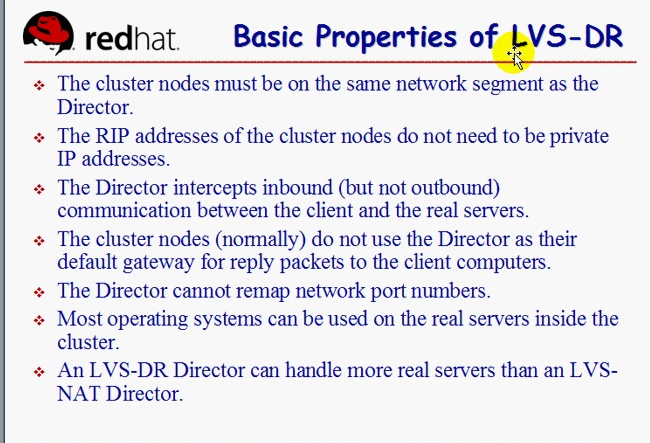 redhat. Basic Properties of LVS-DR
The cluster nodes must be on the same network segment as the
Director.
The RIP addresses of the cluster nodes do not need to be private
IP addresses.
The Director intercepts inbound (but not outbound)
communication between the client and the real servers.
The cluster nodes (normally) do not use the Director as their
default gateway for reply packets to the client computers.
The Director cannot remap network port numbers.
Most operating systems can be used on the real servers inside the
cluster.
An LVS-DR Director can handle more real servers than an LVS-
NAT Director.